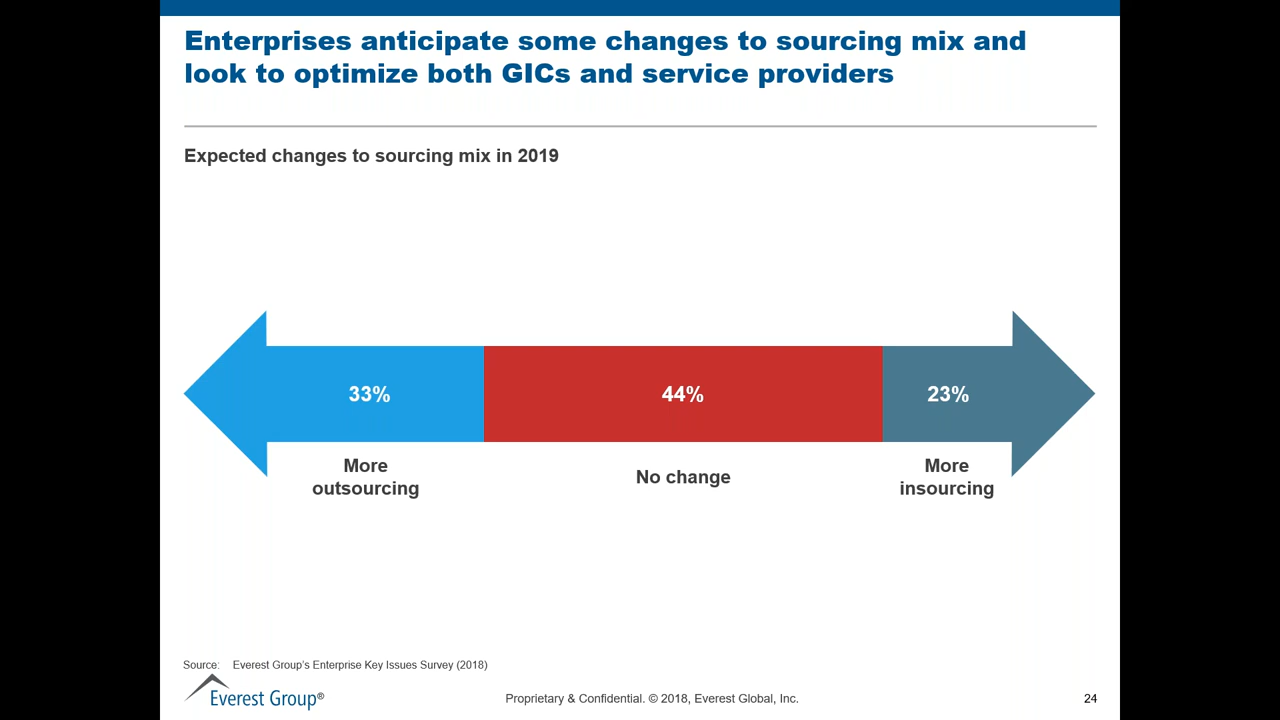 Enterprises anticipate some changes to sourcing mix and
look to optimize both GICs and service providers
Expected changes to sourcing mix in 2019
33%
44%
23%
More
outsourcing
No change
More
insourcing
Source: Everest Group's Enterprise Key Issues Survey (2018)
Everest Group®
Proprietary & Confidential. © 2018, Everest Global, Inc.
24